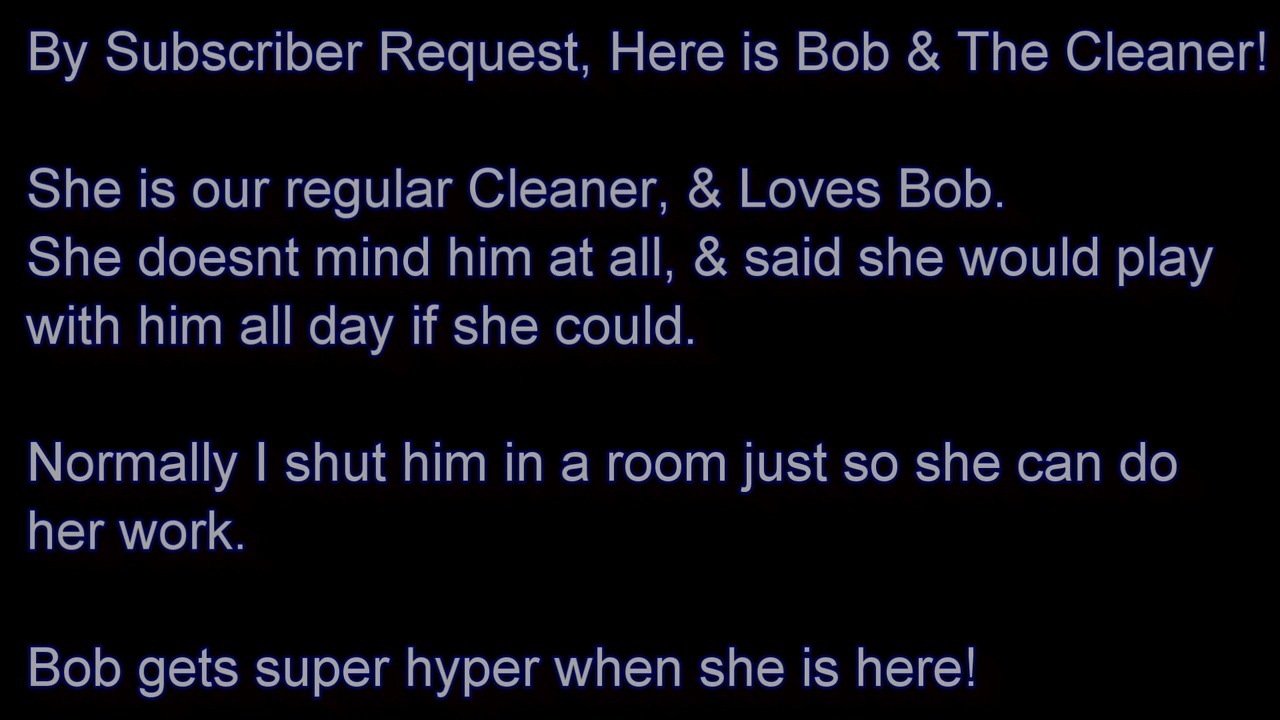 By Subscriber Request, Here is Bob & The Cleaner!
She is our regular Cleaner, & Loves Bob.
She doesnt mind him at all, & said she would play
with him all day if she could.
Normally I shut him in a room just so she can do
her work.
Bob gets super hyper when she is here!